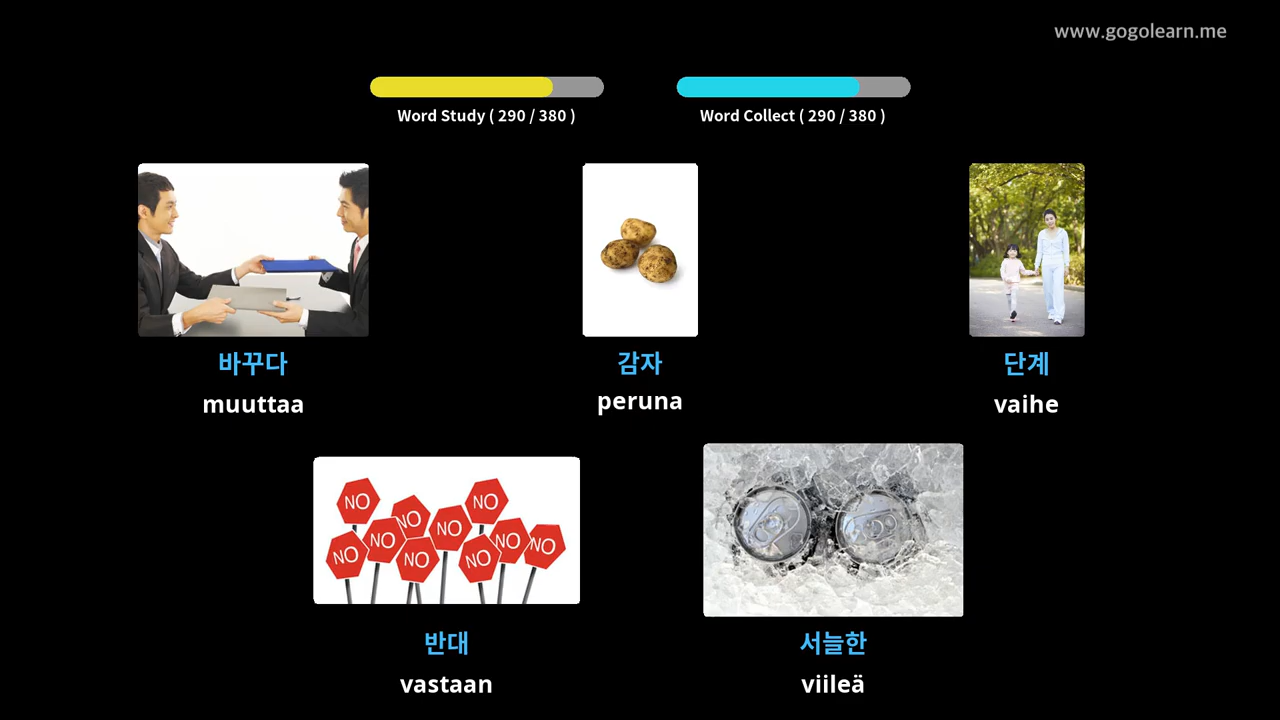 www.gogolearn.me
Word Study ( 290 / 380 )
Word Collect ( 290 / 380 )
바꾸다
muuttaa
감자
peruna
단계
vaihe
NO
NO
NO
NO
NO
NO
NO
NO
NO
NO
반대
vastaan
서늘한
viileä